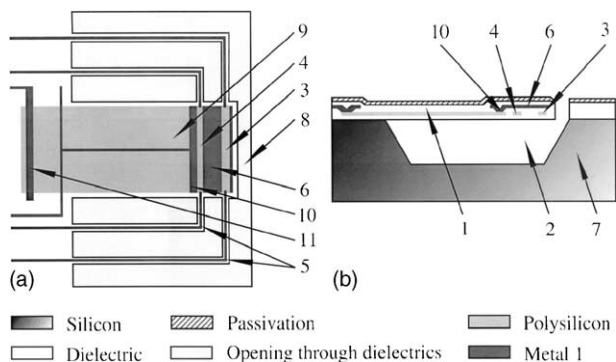 9
4
3
8
6
10
11
5
(a)
10 4 6 3
1 2 7
(b)
Silicon Passivation Polysilicon
Dielectric Opening through dielectrics Metal 1